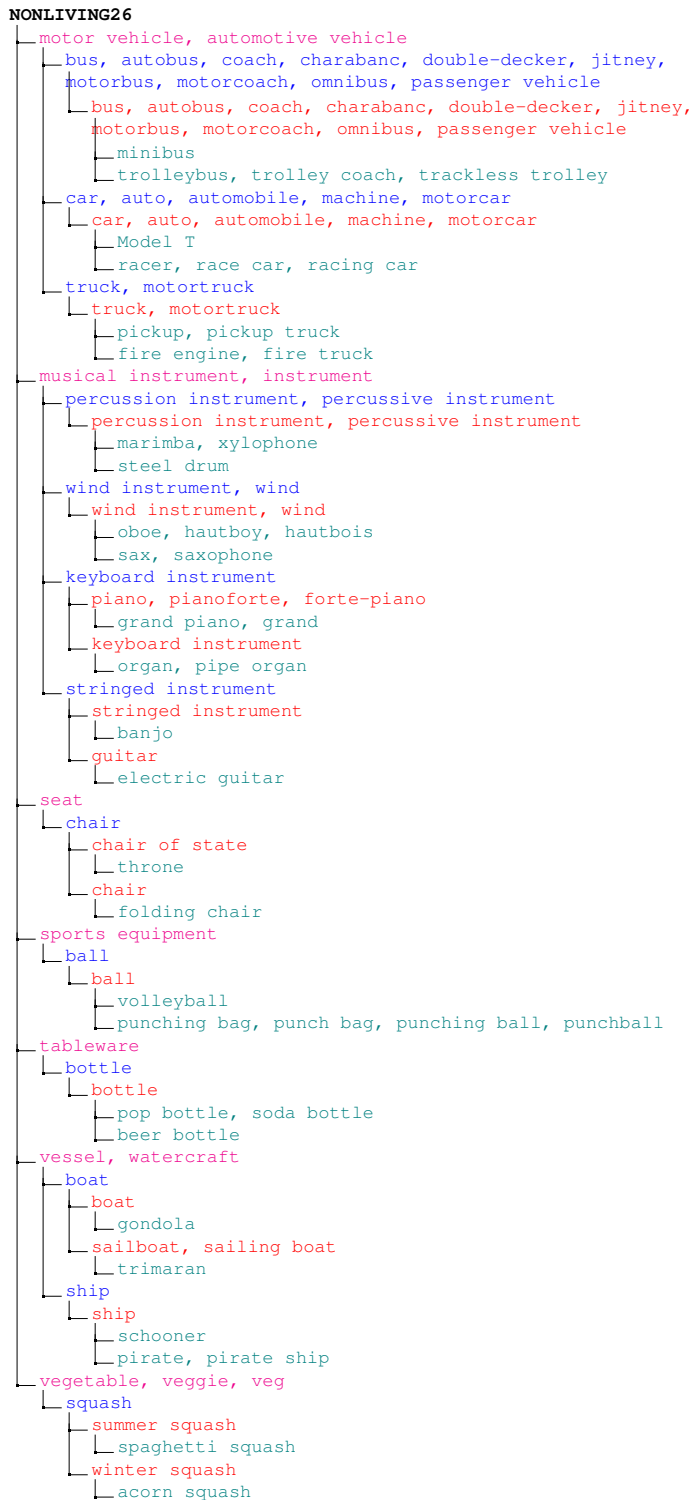 NONLIVING26
motor vehicle, automotive vehicle
bus, autobus, coach, charabanc, double-decker, jitney,
motorbus, motorcoach, omnibus, passenger vehicle
bus, autobus, coach, charabanc, double-decker, jitney,
motorbus, motorcoach, omnibus, passenger vehicle
minibus
trolleybus, trolley coach, trackless trolley
car, auto, automobile, machine, motorcar
car, auto, automobile, machine, motorcar
Model T
racer, race car, racing car
truck, motortruck
truck, motortruck
pickup, pickup truck
fire engine, fire truck
musical instrument, instrument
percussion instrument, percussive instrument
percussion instrument, percussive instrument
marimba, xylophone
steel drum
wind instrument, wind
wind instrument, wind
oboe, hautboy, hautbois
sax, saxophone
keyboard instrument
piano, pianoforte, forte-piano
grand piano, grand
keyboard instrument
organ, pipe organ
stringed instrument
stringed instrument
banjo
guitar
electric guitar
seat
chair
chair of state
throne
chair
folding chair
sports equipment
ball
ball
volleyball
punching bag, punch bag, punching ball, punchball
tableware
bottle
bottle
pop bottle, soda bottle
beer bottle
vessel, watercraft
boat
boat
gondola
sailboat, sailing boat
trimaran
ship
ship
schooner
pirate, pirate ship
vegetable, veggie, veg
squash
summer squash
spaghetti squash
winter squash
acorn squash